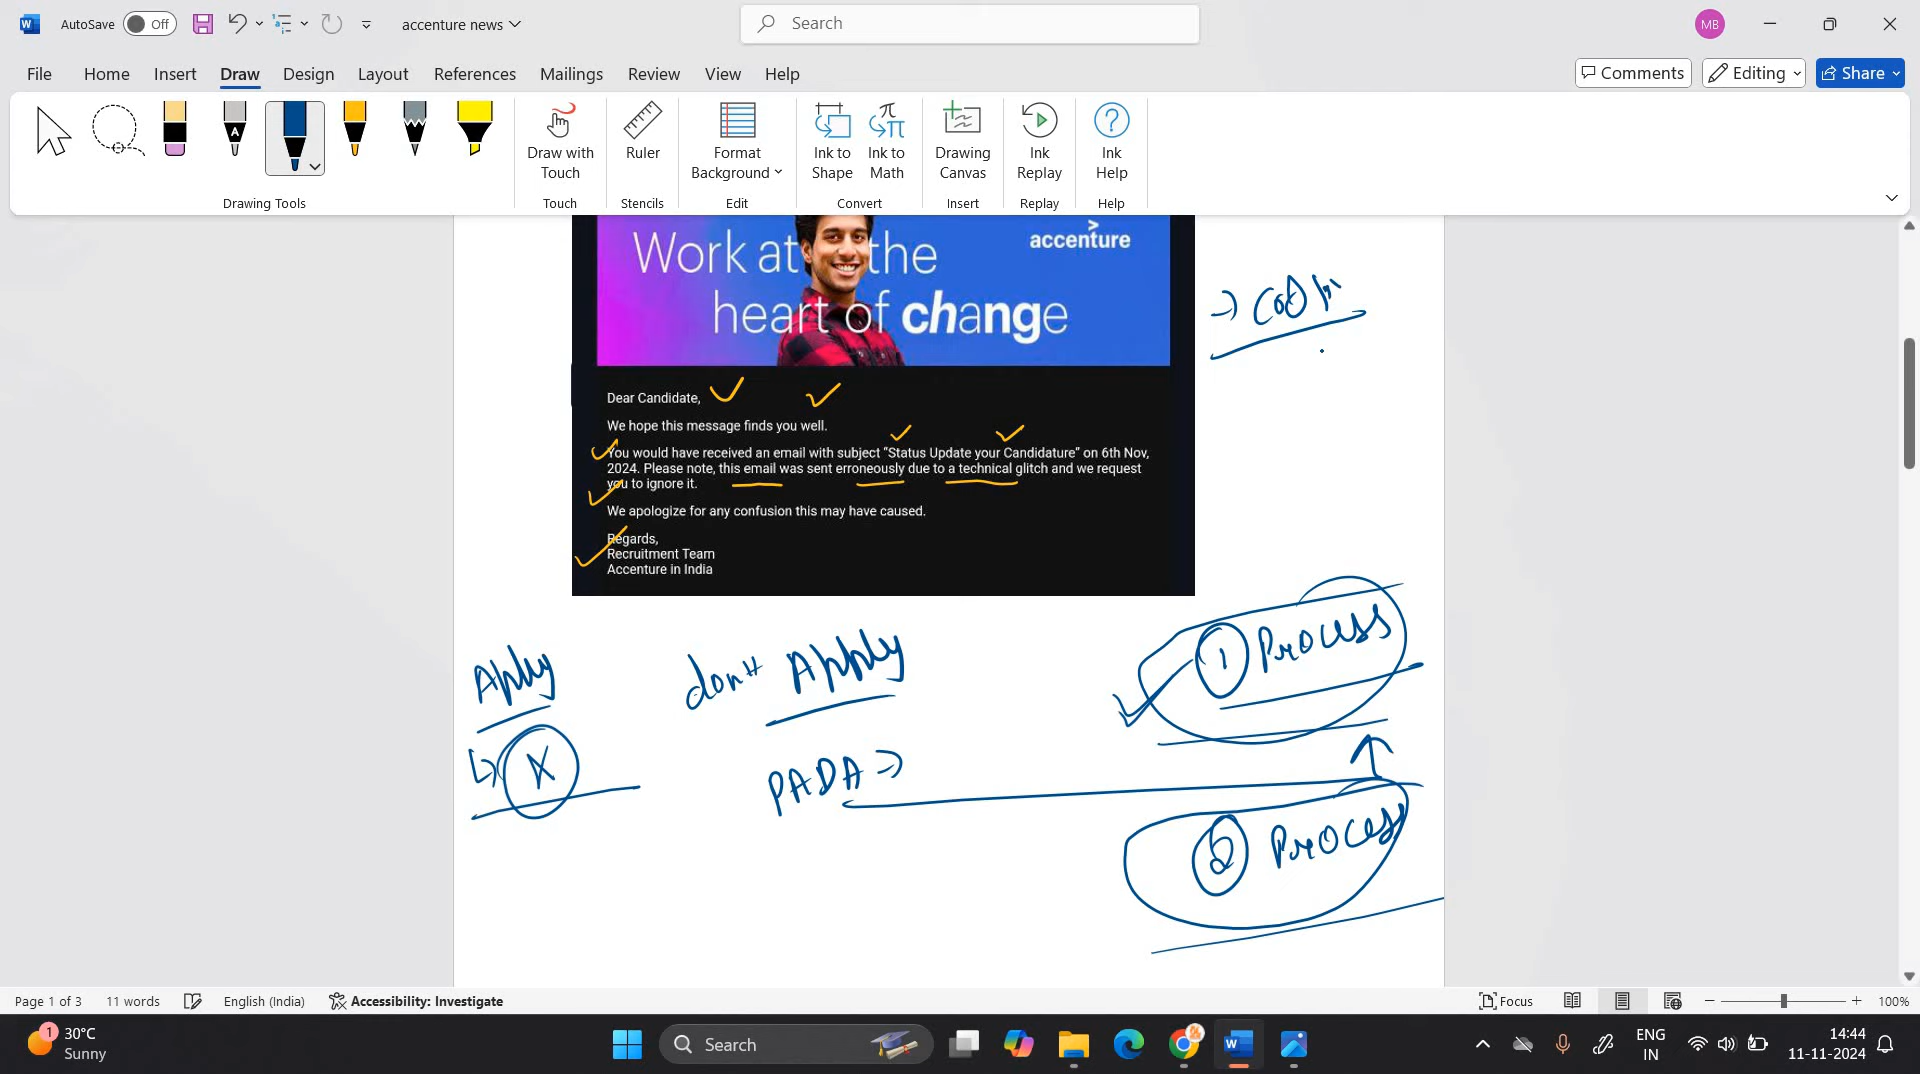 AutoSave Off accenture news Search MB
File Home Insert Draw Design Layout References Mailings Review View Help Comments Editing Share
A
Draw with Touch
Ruler
Format Background
Ink to Shape
Ink to Math
Drawing Canvas
Ink Replay
Ink Help
Drawing Tools Touch Stencils Edit Convert Insert Replay Help
Work at the
heart of change
accenture
Dear Candidate,
We hope this message finds you well.
You would have received an email with subject “Status Update your Candidature” on 6th Nov,
2024. Please note, this email was sent erroneously due to a technical glitch and we request
you to ignore it.
We apologize for any confusion this may have caused.
Regards,
Recruitment Team
Accenture in India
Apply
X
Apply
PADA
1 Process
2 Process
Page 1 of 3 11 words English (India) Accessibility: Investigate Focus 100%
1
30°C
Sunny
Search
ENG
IN
14:44
11-11-2024